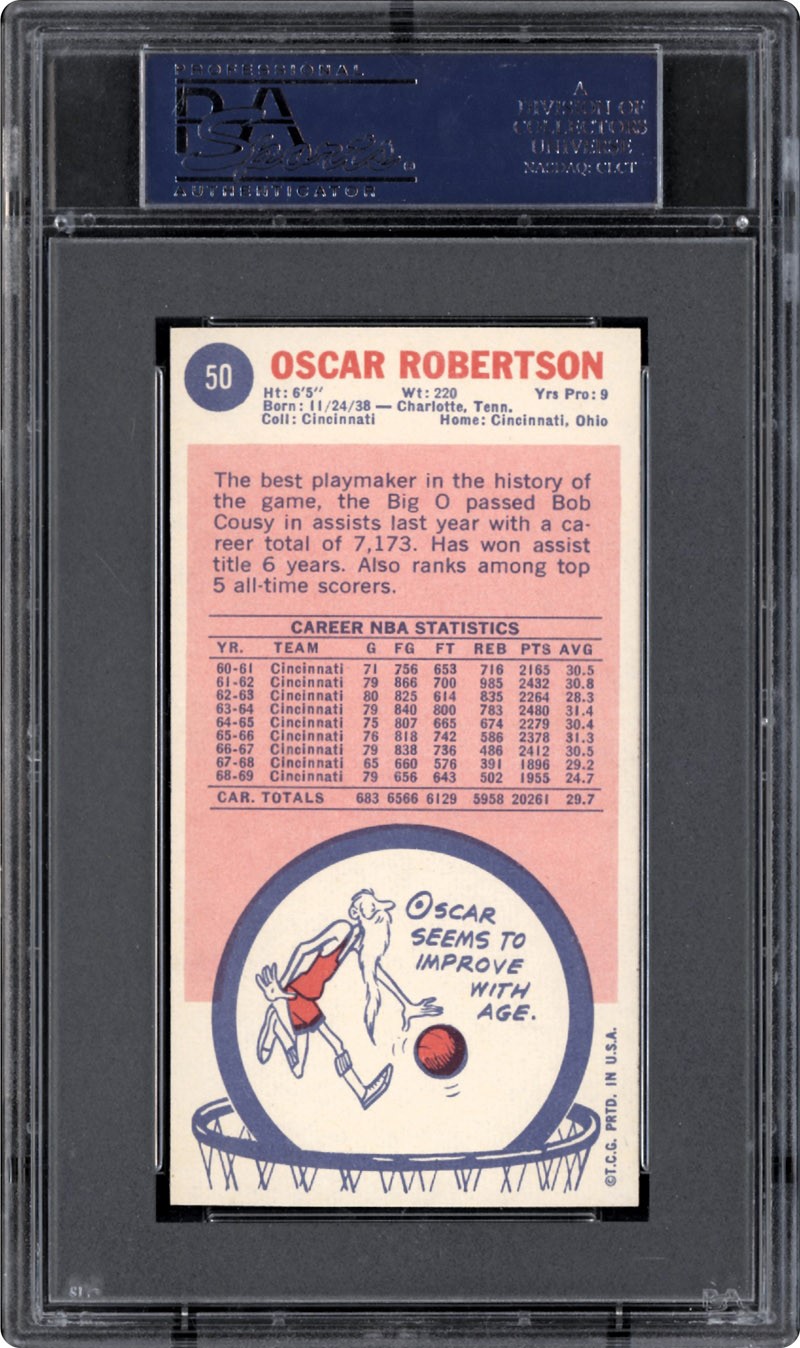 PROFESSIONAL
PSA
Sports
AUTHENTICATOR
A
DIVISION OF
COLLECTORS
UNIVERSE
NASDAQ: CLCT
50
OSCAR ROBERTSON
Ht: 6'5" Wt: 220 Yrs Pro: 9
Born: 11/24/38 — Charlotte, Tenn.
Coll: Cincinnati Home: Cincinnati, Ohio
The best playmaker in the history of
the game, the Big O passed Bob
Cousy in assists last year with a ca-
reer total of 7,173. Has won assist
title 6 years. Also ranks among top
5 all-time scorers.
CAREER NBA STATISTICS
YR. TEAM G FG FT REB PTS AVG
60-61 Cincinnati 71 756 653 716 2165 30.5
61-62 Cincinnati 79 866 700 985 2432 30.8
62-63 Cincinnati 80 825 614 835 2264 28.3
63-64 Cincinnati 79 840 800 783 2480 31.4
64-65 Cincinnati 75 807 665 674 2279 30.4
65-66 Cincinnati 76 818 742 586 2378 31.3
66-67 Cincinnati 79 838 736 486 2412 30.5
67-68 Cincinnati 65 660 576 391 1896 29.2
68-69 Cincinnati 79 656 643 502 1955 24.7
CAR. TOTALS 683 6566 6129 5958 20261 29.7
OSCAR
SEEMS TO
IMPROVE
WITH
AGE.
©T.C.G. PRTD. IN U.S.A.
PSA